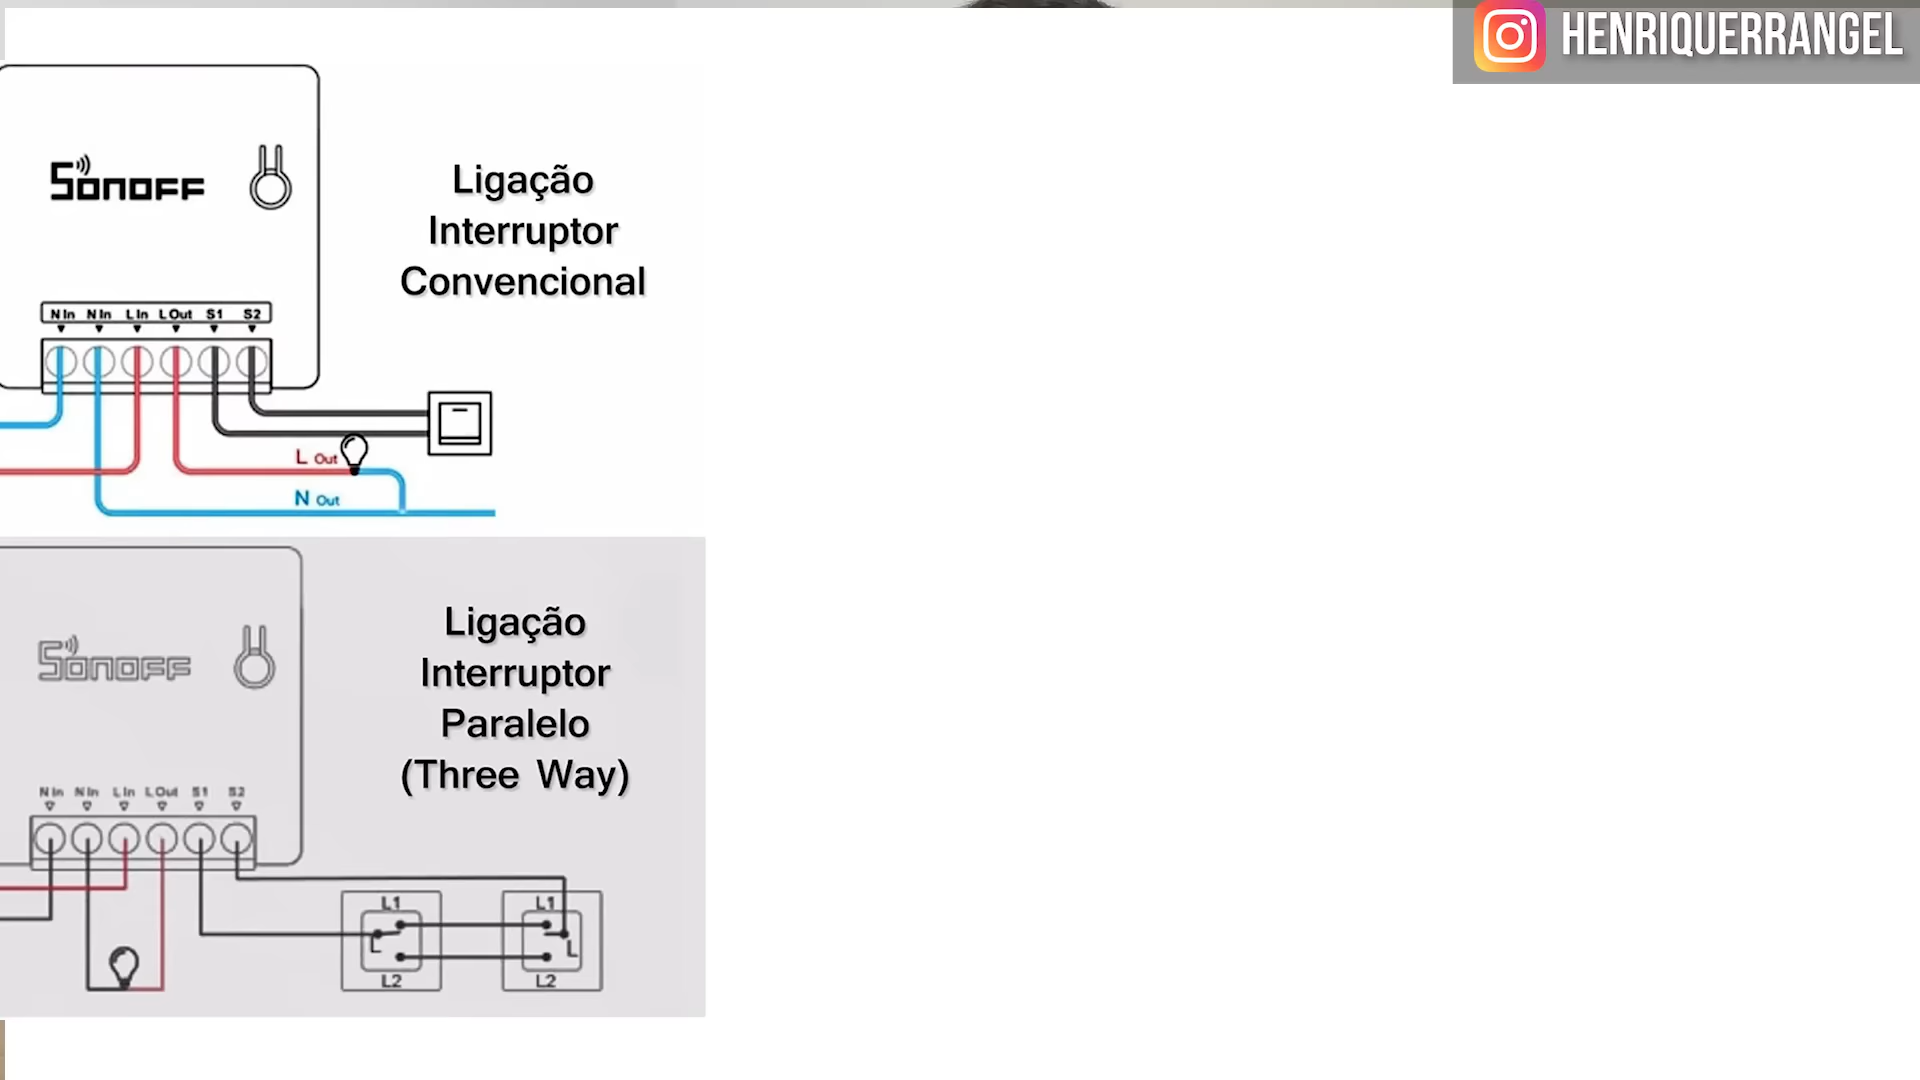 HENRIQUERRANGEL
SONOFF
Ligação
Interruptor
Convencional
N In N In L In L Out S1 S2
L Out
N Out
SONOFF
Ligação
Interruptor
Paralelo
(Three Way)
N In N In L In L Out S1 S2
L1 L1
L L
L2 L2